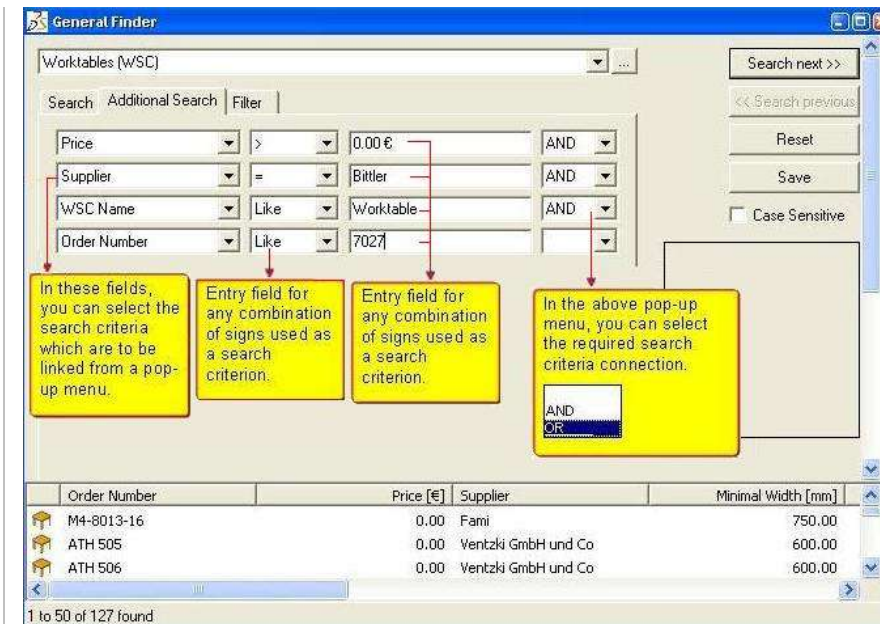 General Finder
Worktables (WSC)
...
Search next >>
Search Additional Search Filter
<< Search previous
Price > 0.00 € AND
Reset
Supplier = Bittler AND
Save
WSC Name Like Worktable AND
Case Sensitive
Order Number Like 7027
In these fields,
you can select the
search criteria
which are to be
linked from a pop-
up menu.
Entry field for
any combination
of signs used as
a search
criterion.
Entry field for
any combination
of signs used as
a search
criterion.
In the above pop-up
menu, you can select
the required search
criteria connection.
AND
OR
Order Number Price [€] Supplier Minimal Width [mm]
M4-8013-16 0.00 Fami 750.00
ATH 505 0.00 Ventzki GmbH und Co 600.00
ATH 506 0.00 Ventzki GmbH und Co 600.00
1 to 50 of 127 found